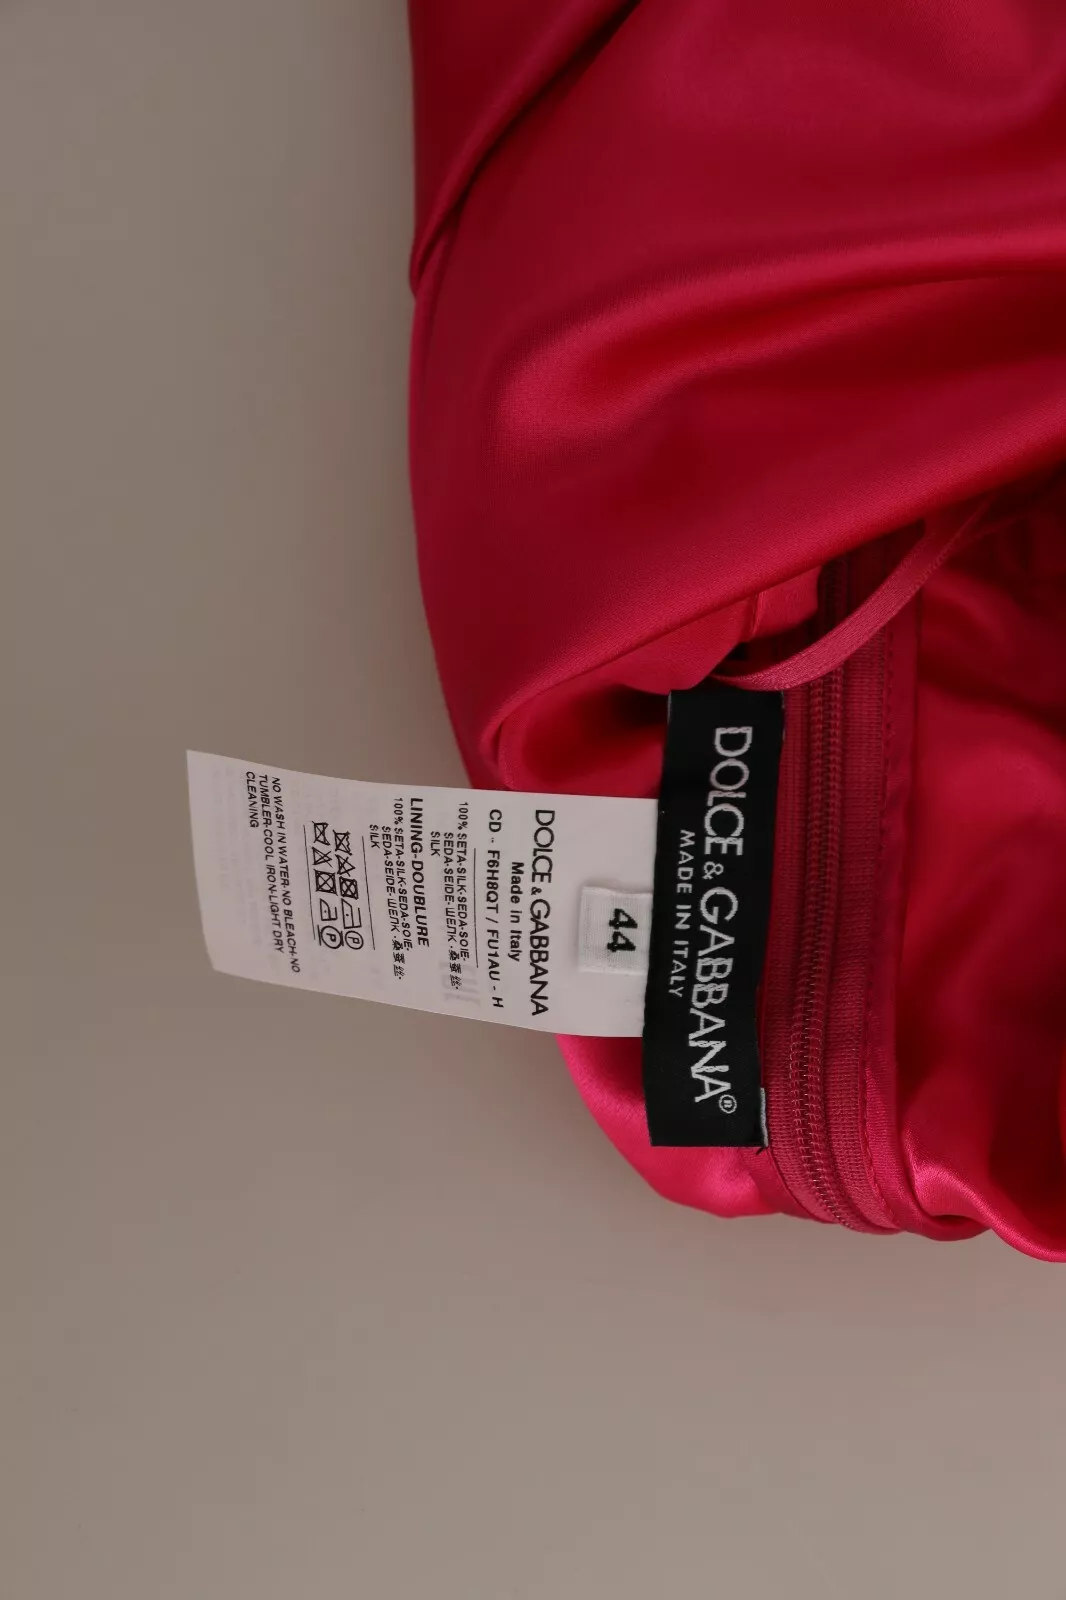 DOLCE & GABBANA®
MADE IN ITALY
44
DOLCE & GABBANA
Made in Italy
CD - F6H8QT / FU1AU - H
100% SETA-SILK-SEDA-SOIE-
SEDA-SEIDE-ШЕЛК-桑蚕丝-
SILK
LINING-DOUBLURE
100% SETA-SILK-SEDA-SOIE-
SEDA-SEIDE-ШЕЛК-桑蚕丝-
SILK
NO WASH IN WATER-NO BLEACH-NO
TUMBLER-COOL IRON-LIGHT DRY
CLEANING